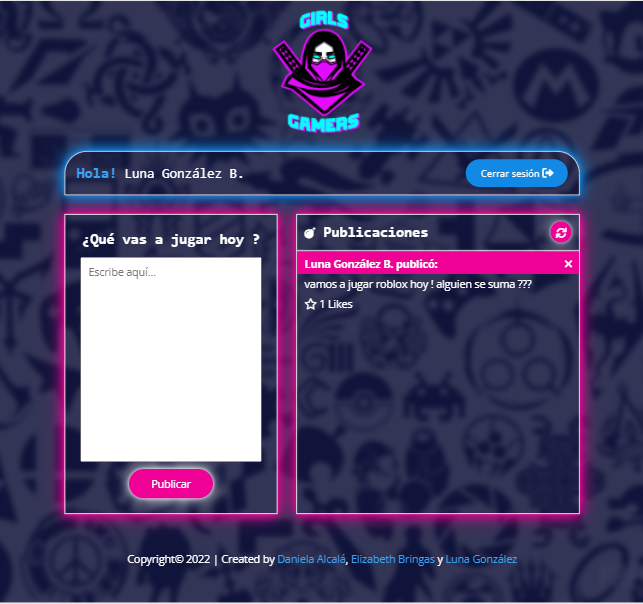 GIRLS
GAMERS
Hola! Luna González B.
Cerrar sesión
¿Qué vas a jugar hoy ?
Escribe aquí...
Publicar
Publicaciones
Luna González B. publicó:
vamos a jugar roblox hoy ! alguien se suma ???
1 Likes
Copyright© 2022 | Created by Daniela Alcalá, Elizabeth Bringas y Luna González